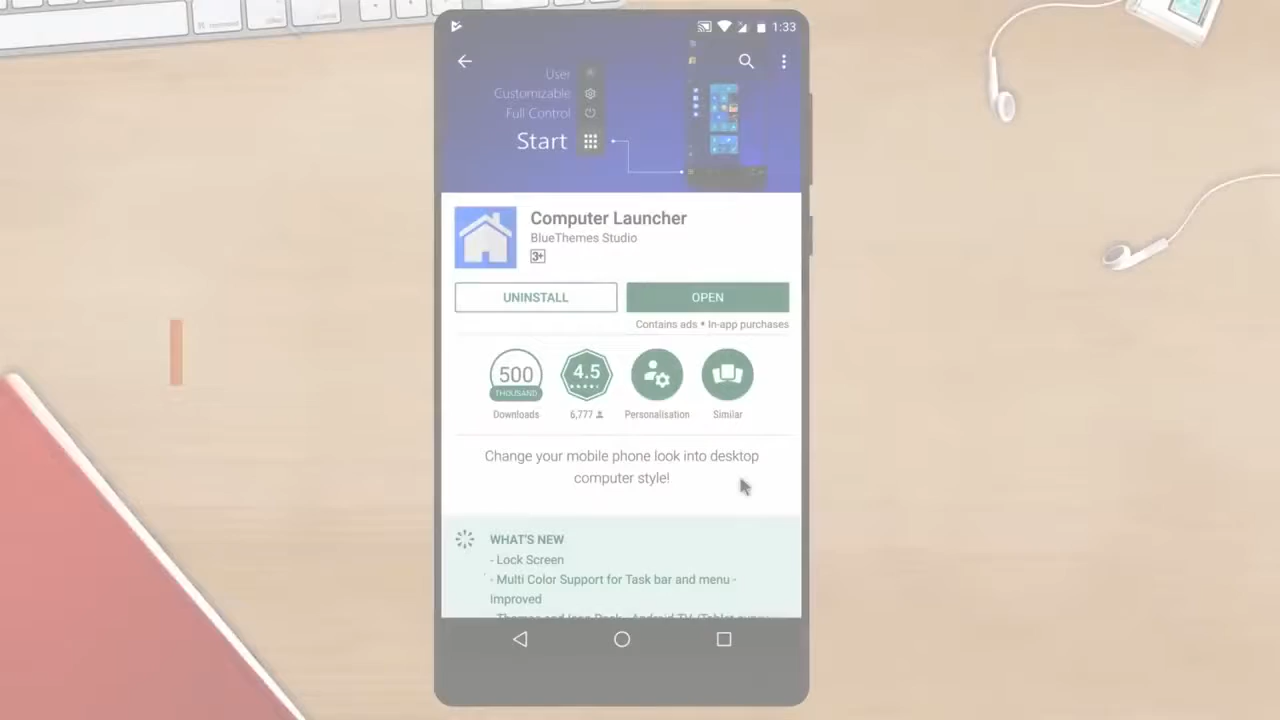 1:33
User
Customizable
Full Control
Start
Computer Launcher
BlueThemes Studio
3+
UNINSTALL
OPEN
Contains ads • In-app purchases
500
THOUSAND
4.5
Downloads
6,777
Personalisation
Similar
Change your mobile phone look into desktop
computer style!
WHAT'S NEW
- Lock Screen
- Multi Color Support for Task bar and menu -
Improved